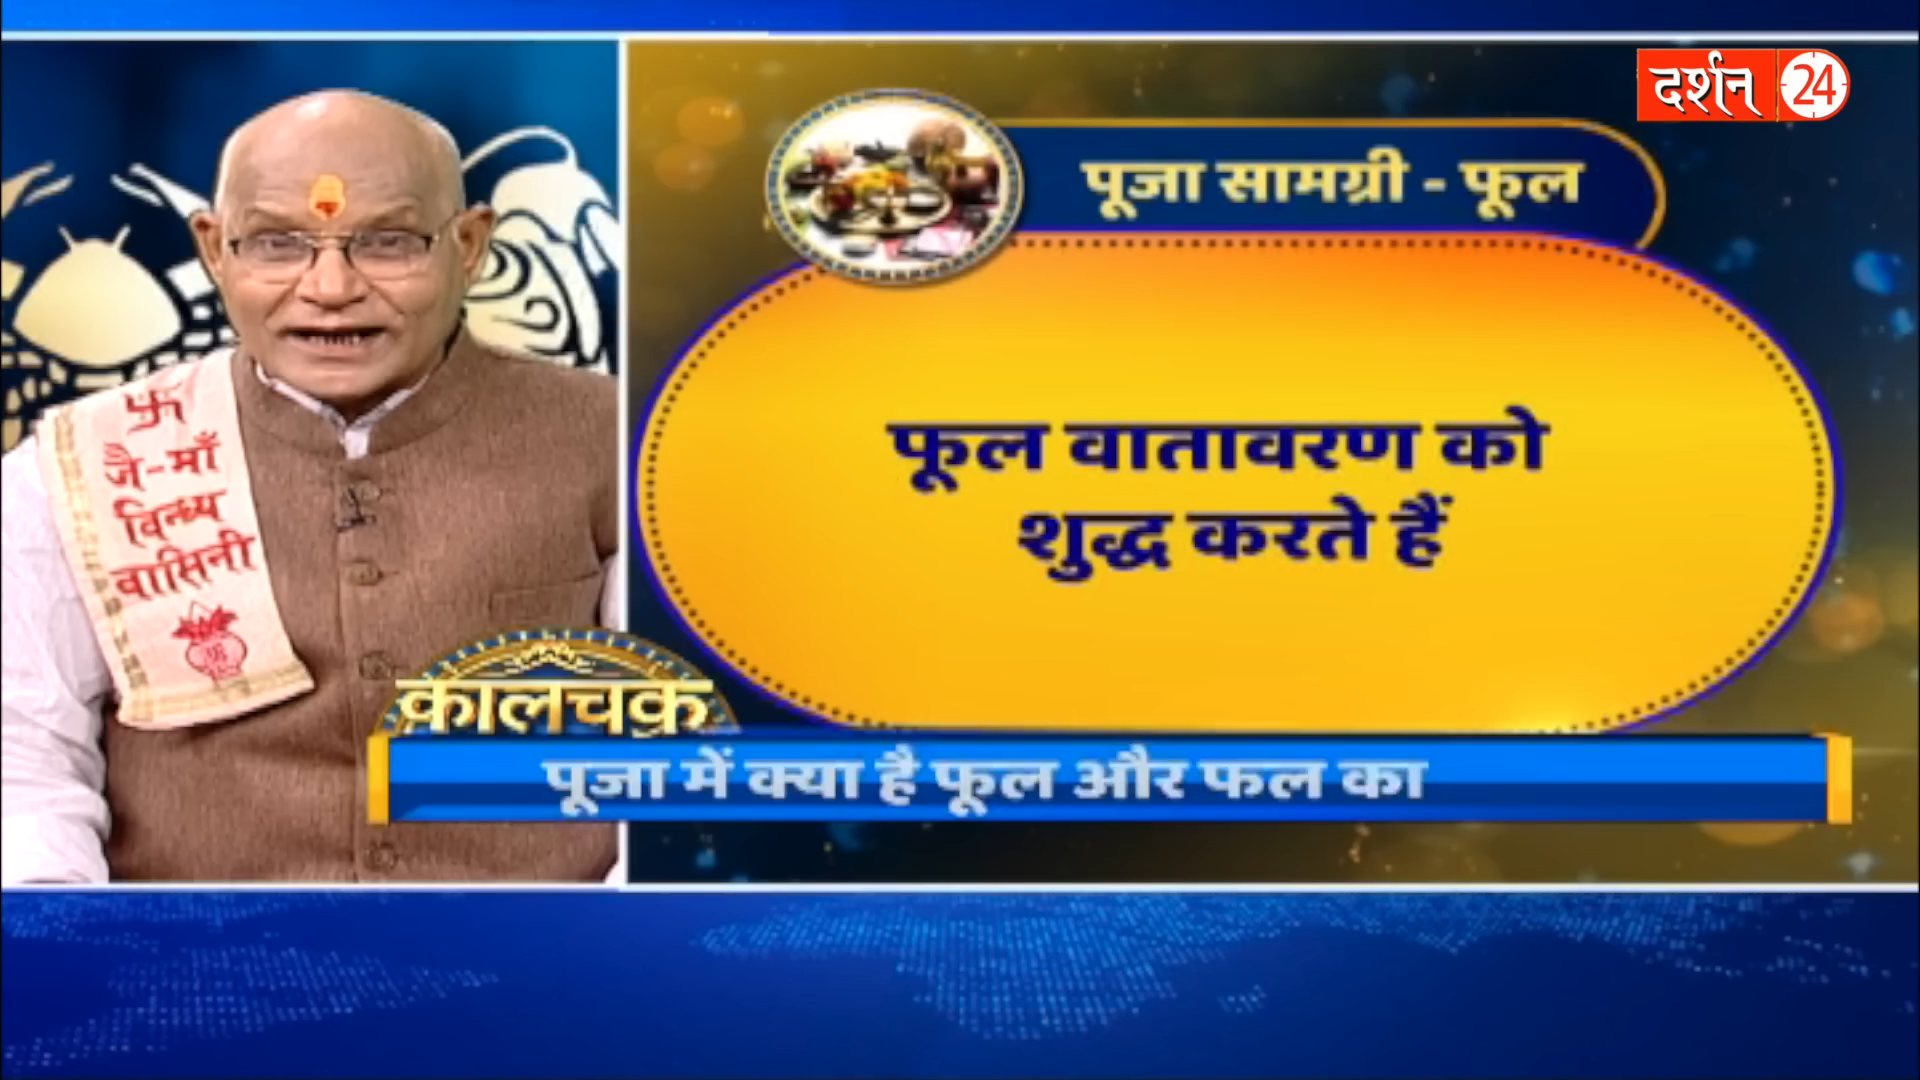 दर्शन 24
पूजा सामग्री - फूल
फूल वातावरण को
शुद्ध करते हैं
जै-माँ
विन्ध्य
वासिनी
कालचक्र
पूजा में क्या है फूल और फल का